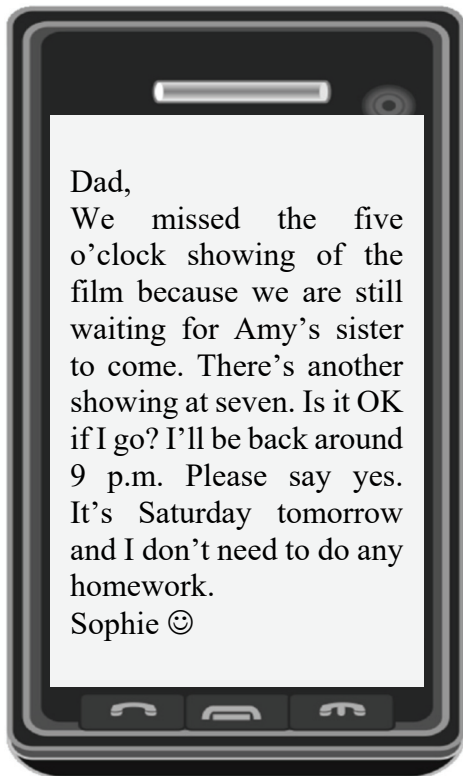 Dad,
We missed the five
o’clock showing of the
film because we are still
waiting for Amy’s sister
to come. There’s another
showing at seven. Is it OK
if I go? I’ll be back around
9 p.m. Please say yes.
It’s Saturday tomorrow
and I don’t need to do any
homework.
Sophie ☺